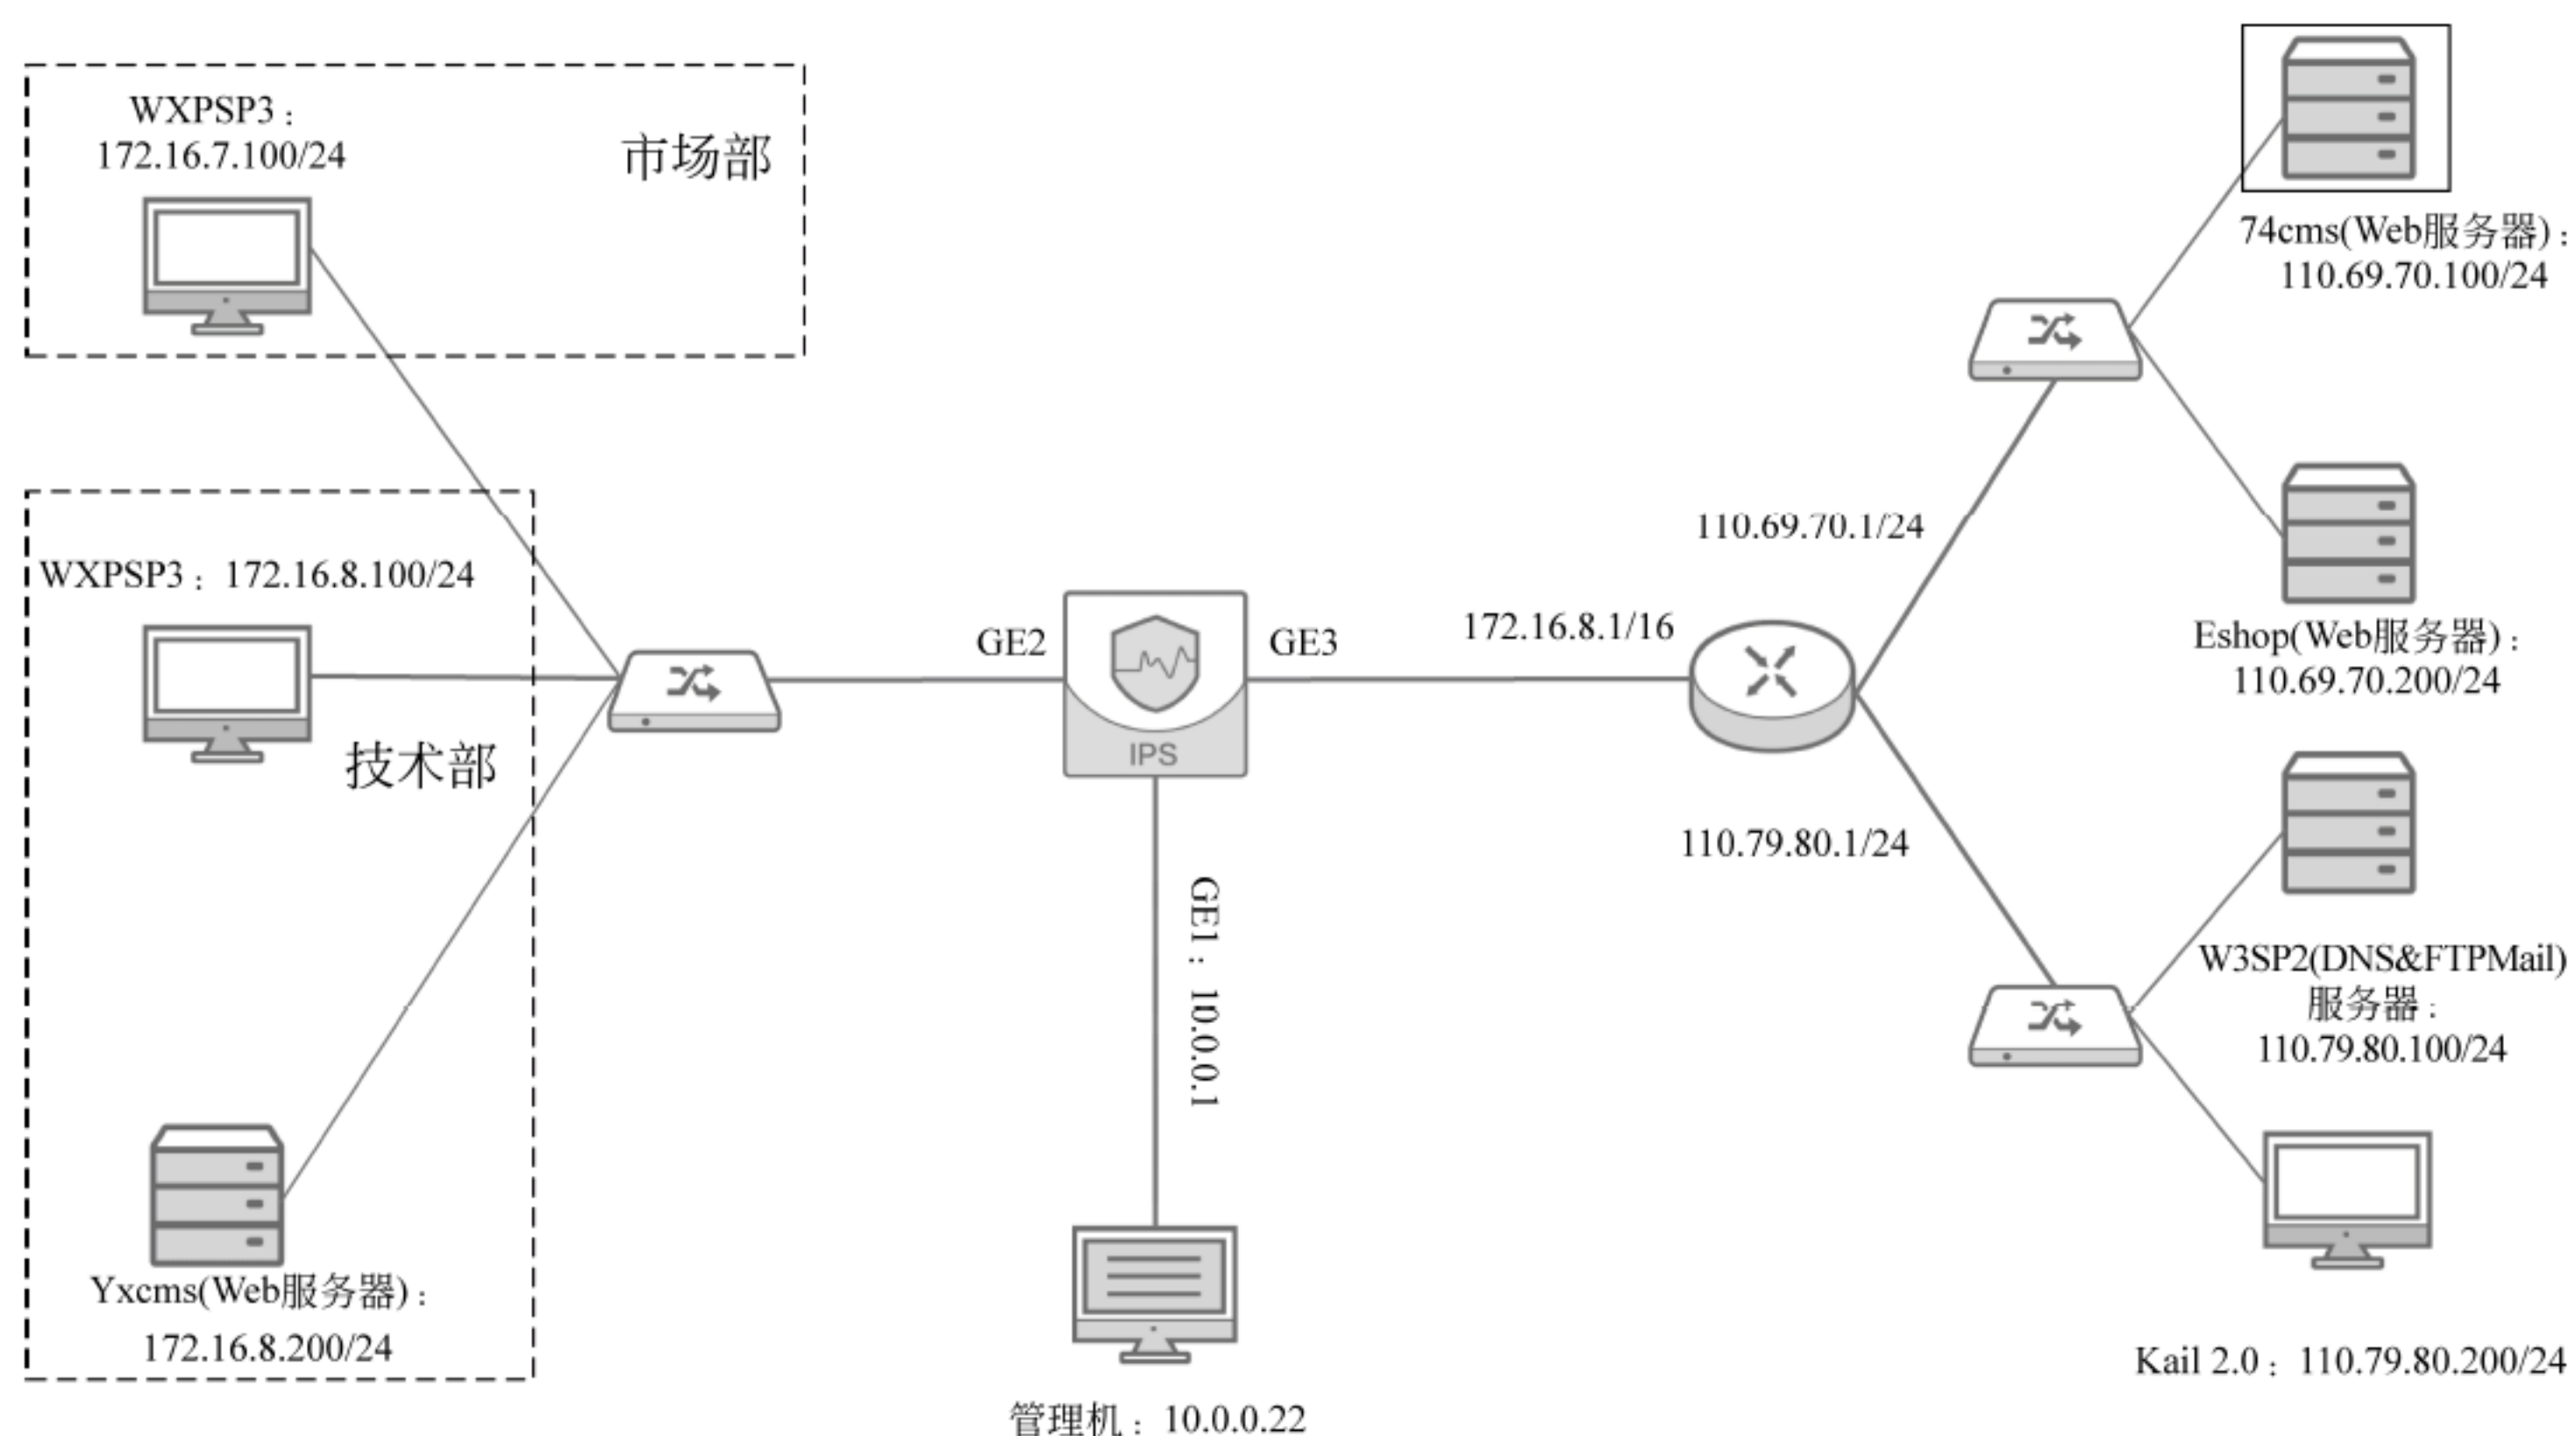 WXPSP3：
172.16.7.100/24
市场部
WXPSP3：172.16.8.100/24
技术部
Yxcms(Web服务器)：
172.16.8.200/24
GE2
IPS
GE3
GE1：10.0.0.1
管理机：10.0.0.22
172.16.8.1/16
110.69.70.1/24
110.79.80.1/24
74cms(Web服务器)：
110.69.70.100/24
Eshop(Web服务器)：
110.69.70.200/24
W3SP2(DNS&FTPMail)
服务器：
110.79.80.100/24
Kail 2.0：110.79.80.200/24